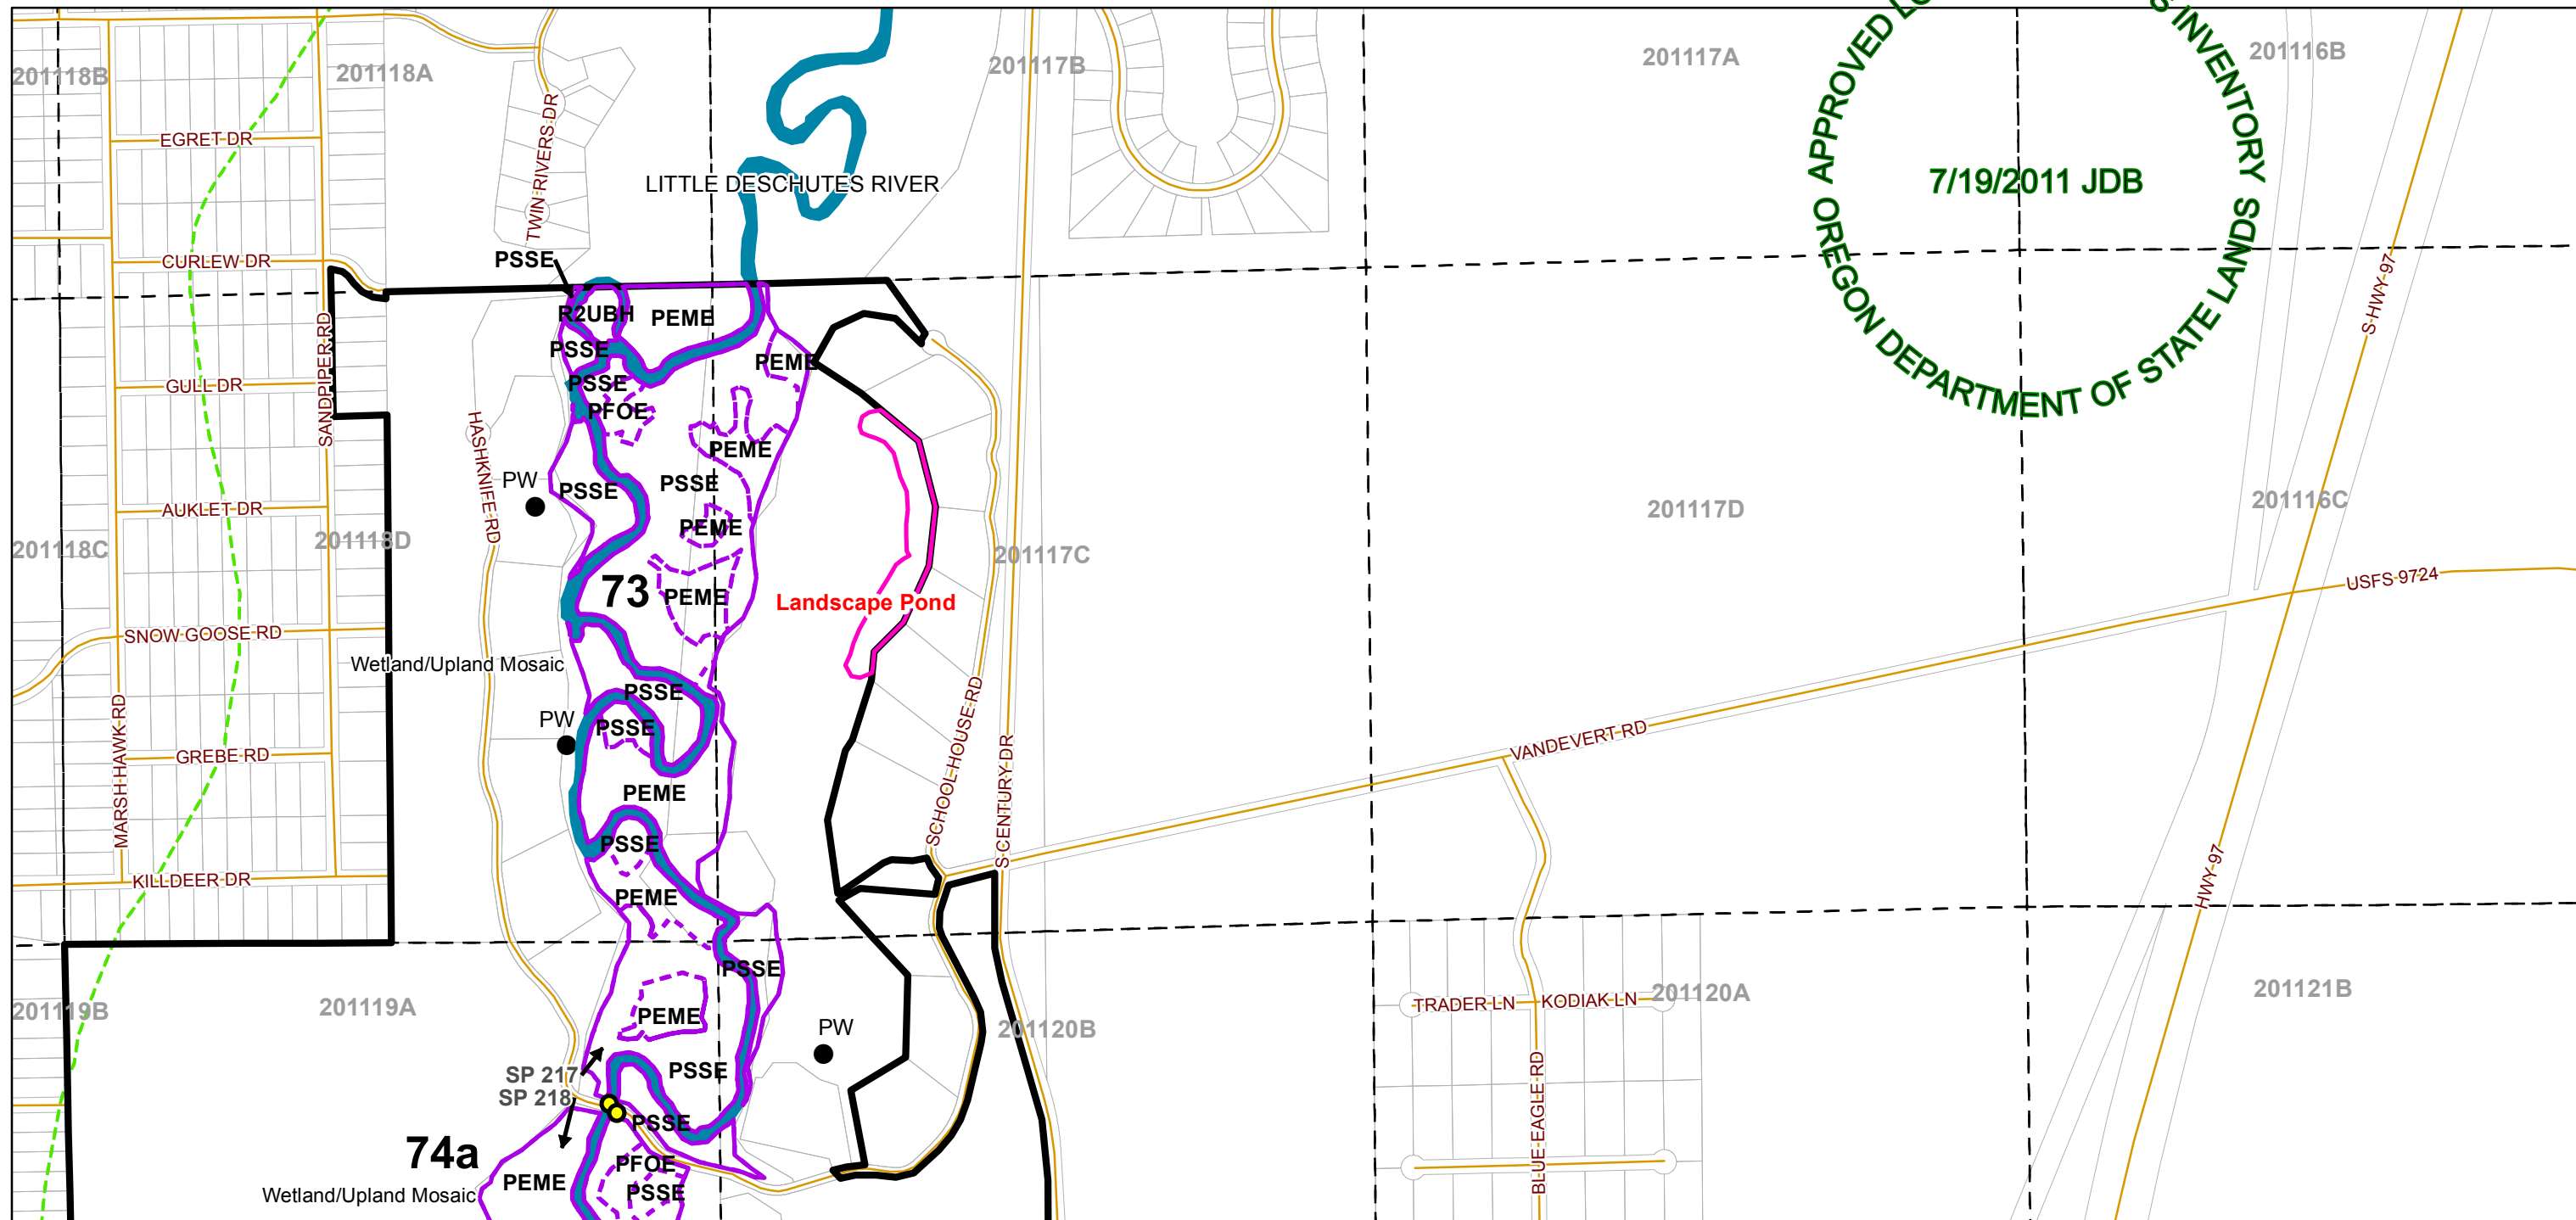 201118B
201118A
201117B
201117A
201116B
APPROVED LO
S INVENTORY
7/19/2011 JDB
OREGON DEPARTMENT OF STATE LANDS
EGRET DR
TWIN RIVERS DR
LITTLE DESCHUTES RIVER
CURLEW DR
PSSE
R2UBH
PEME
PSSE
PEME
SANDPIPER RD
GULL DR
PSSE
PFOE
HASHKNIFE RD
S HWY 97
PEME
PW
PSSE
PSSE
AUKLET DR
201117D
201116C
PEME
201118C
201118D
201117C
USFS 9724
73
PEME
Landscape Pond
SNOW GOOSE RD
Wetland/Upland Mosaic
PSSE
PW
PSSE
MARSH HAWK RD
GREBE RD
SCHOOL HOUSE RD
S CENTURY DR
VANDEVERT RD
PEME
PSSE
KILLDEER DR
PEME
HWY 97
PSSE
201119B
201119A
PEME
PW
201120B
TRADER LN
KODIAK LN
201120A
201121B
SP 217
PSSE
SP 218
PSSE
BLUE EAGLE RD
74a
PFOE
PEME
PSSE
Wetland/Upland Mosaic